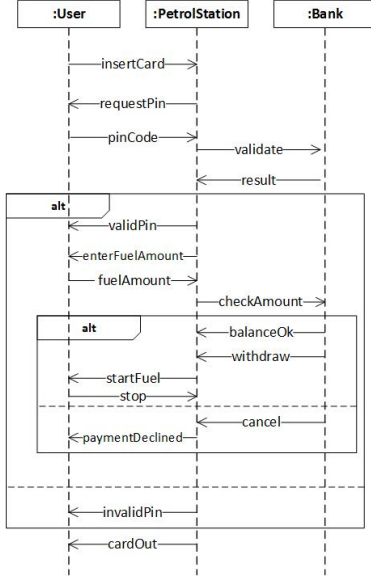 :User
:PetrolStation
:Bank
insertCard
requestPin
pinCode
validate
result
alt
validPin
enterFuelAmount
fuelAmount
checkAmount
alt
balanceOk
withdraw
startFuel
stop
cancel
paymentDeclined
invalidPin
cardOut